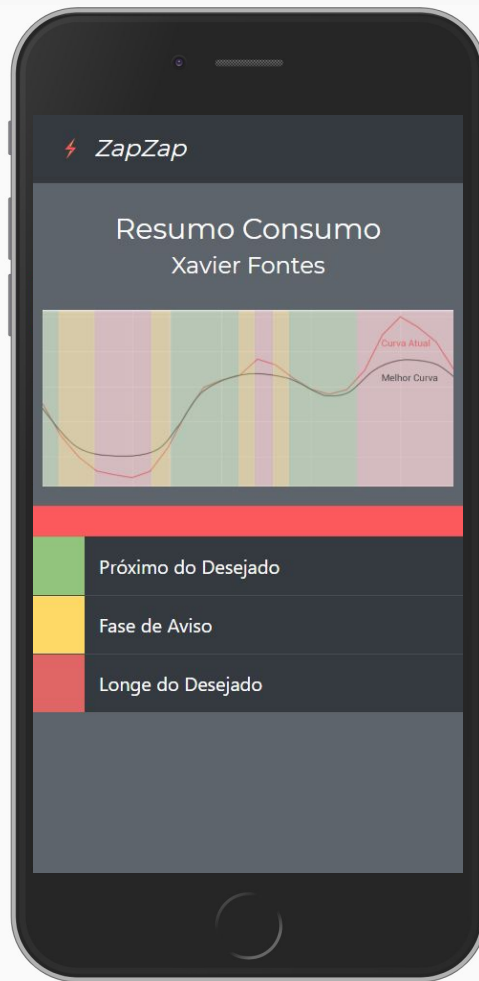 ZapZap
Resumo Consumo
Xavier Fontes
Curva Atual
Melhor Curva
Próximo do Desejado
Fase de Aviso
Longe do Desejado